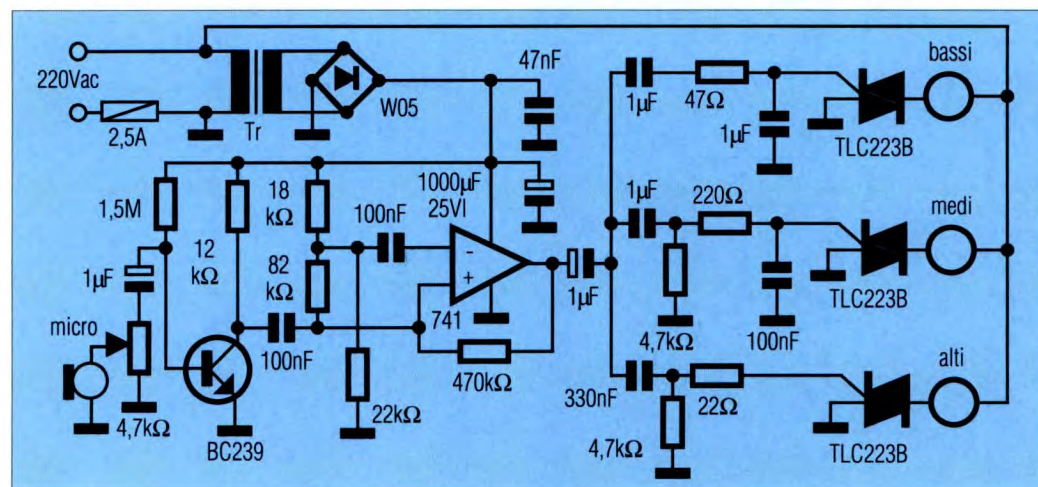 220Vac
2,5A
Tr
W05
47nF
1000µF
25Vl
1,5M
12
kΩ
18
kΩ
82
kΩ
100nF
-
+
741
1µF
micro
4,7kΩ
BC239
100nF
22kΩ
470kΩ
1µF
1µF
47Ω
1µF
bassi
TLC223B
1µF
220Ω
4,7kΩ
100nF
medi
TLC223B
330nF
22Ω
4,7kΩ
alti
TLC223B